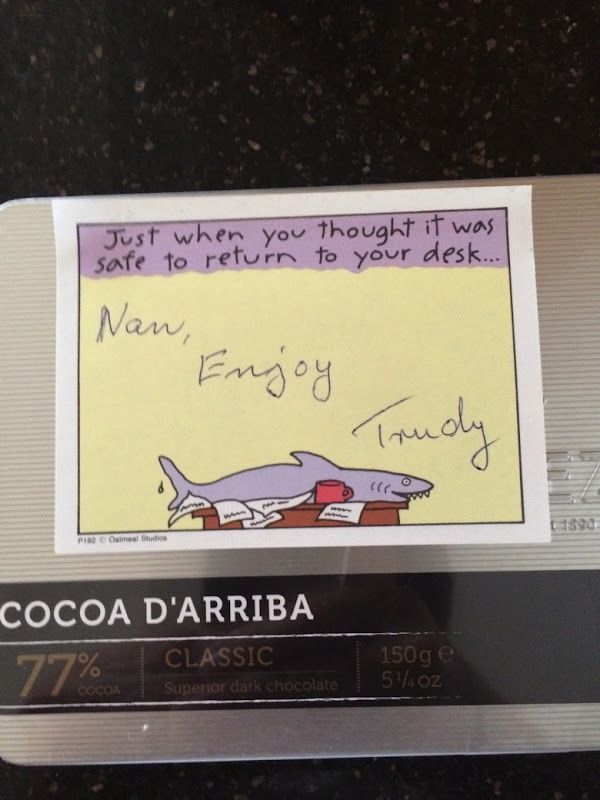 Just when you thought it was
safe to return to your desk...
Nan,
Enjoy
Trudy
P182 © Oatmeal Studios
1890
COCOA D'ARRIBA
77% COCOA
CLASSIC
Superior dark chocolate
150g e
5¼oz